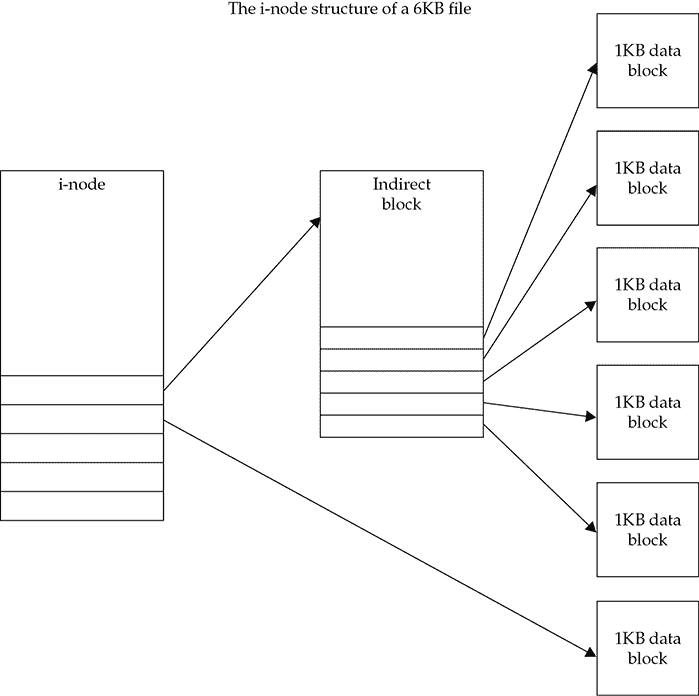 The i-node structure of a 6KB file
i-node
Indirect
block
1KB data
block
1KB data
block
1KB data
block
1KB data
block
1KB data
block
1KB data
block